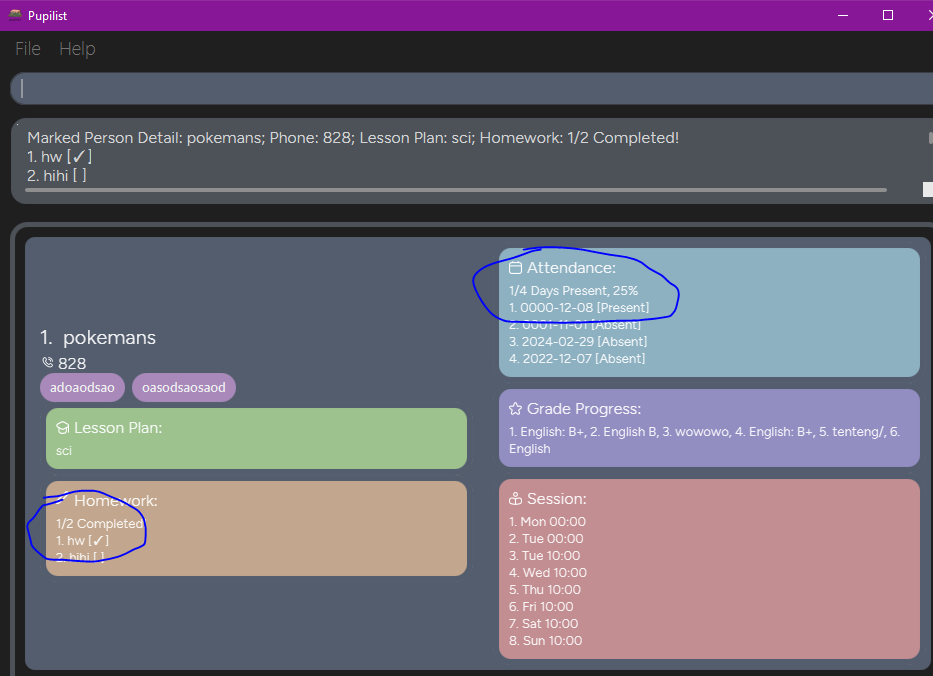 Pupilist
File Help
Marked Person Detail: pokemans; Phone: 828; Lesson Plan: sci; Homework: 1/2 Completed!
1. hw [✓]
2. hihi [ ]
1. pokemans
828
adoaodsao oasodsaosaod
Lesson Plan:
sci
Homework:
1/2 Completed
1. hw [✓]
2. hihi [ ]
Attendance:
1/4 Days Present, 25%
1. 0000-12-08 [Present]
2. 0001-11-01 [Absent]
3. 2024-02-29 [Absent]
4. 2022-12-07 [Absent]
Grade Progress:
1. English: B+, 2. English B, 3. wowowo, 4. English: B+, 5. tenteng/, 6.
English
Session:
1. Mon 00:00
2. Tue 00:00
3. Tue 10:00
4. Wed 10:00
5. Thu 10:00
6. Fri 10:00
7. Sat 10:00
8. Sun 10:00